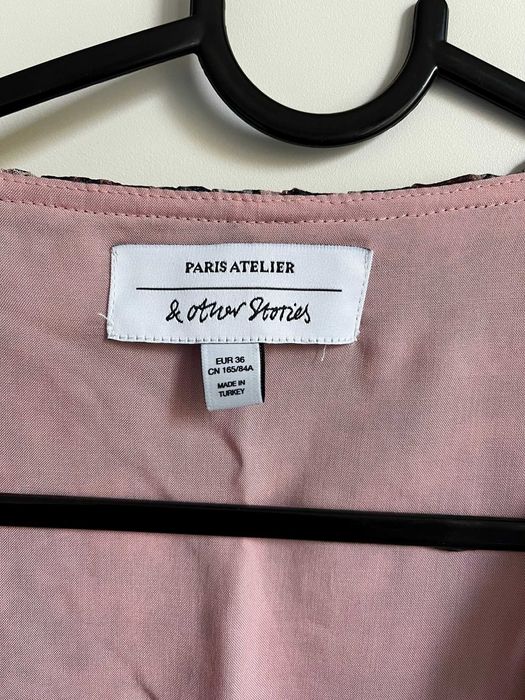 PARIS ATELIER
& other Stories
EUR 36
CN 165/84A
MADE IN
TURKEY